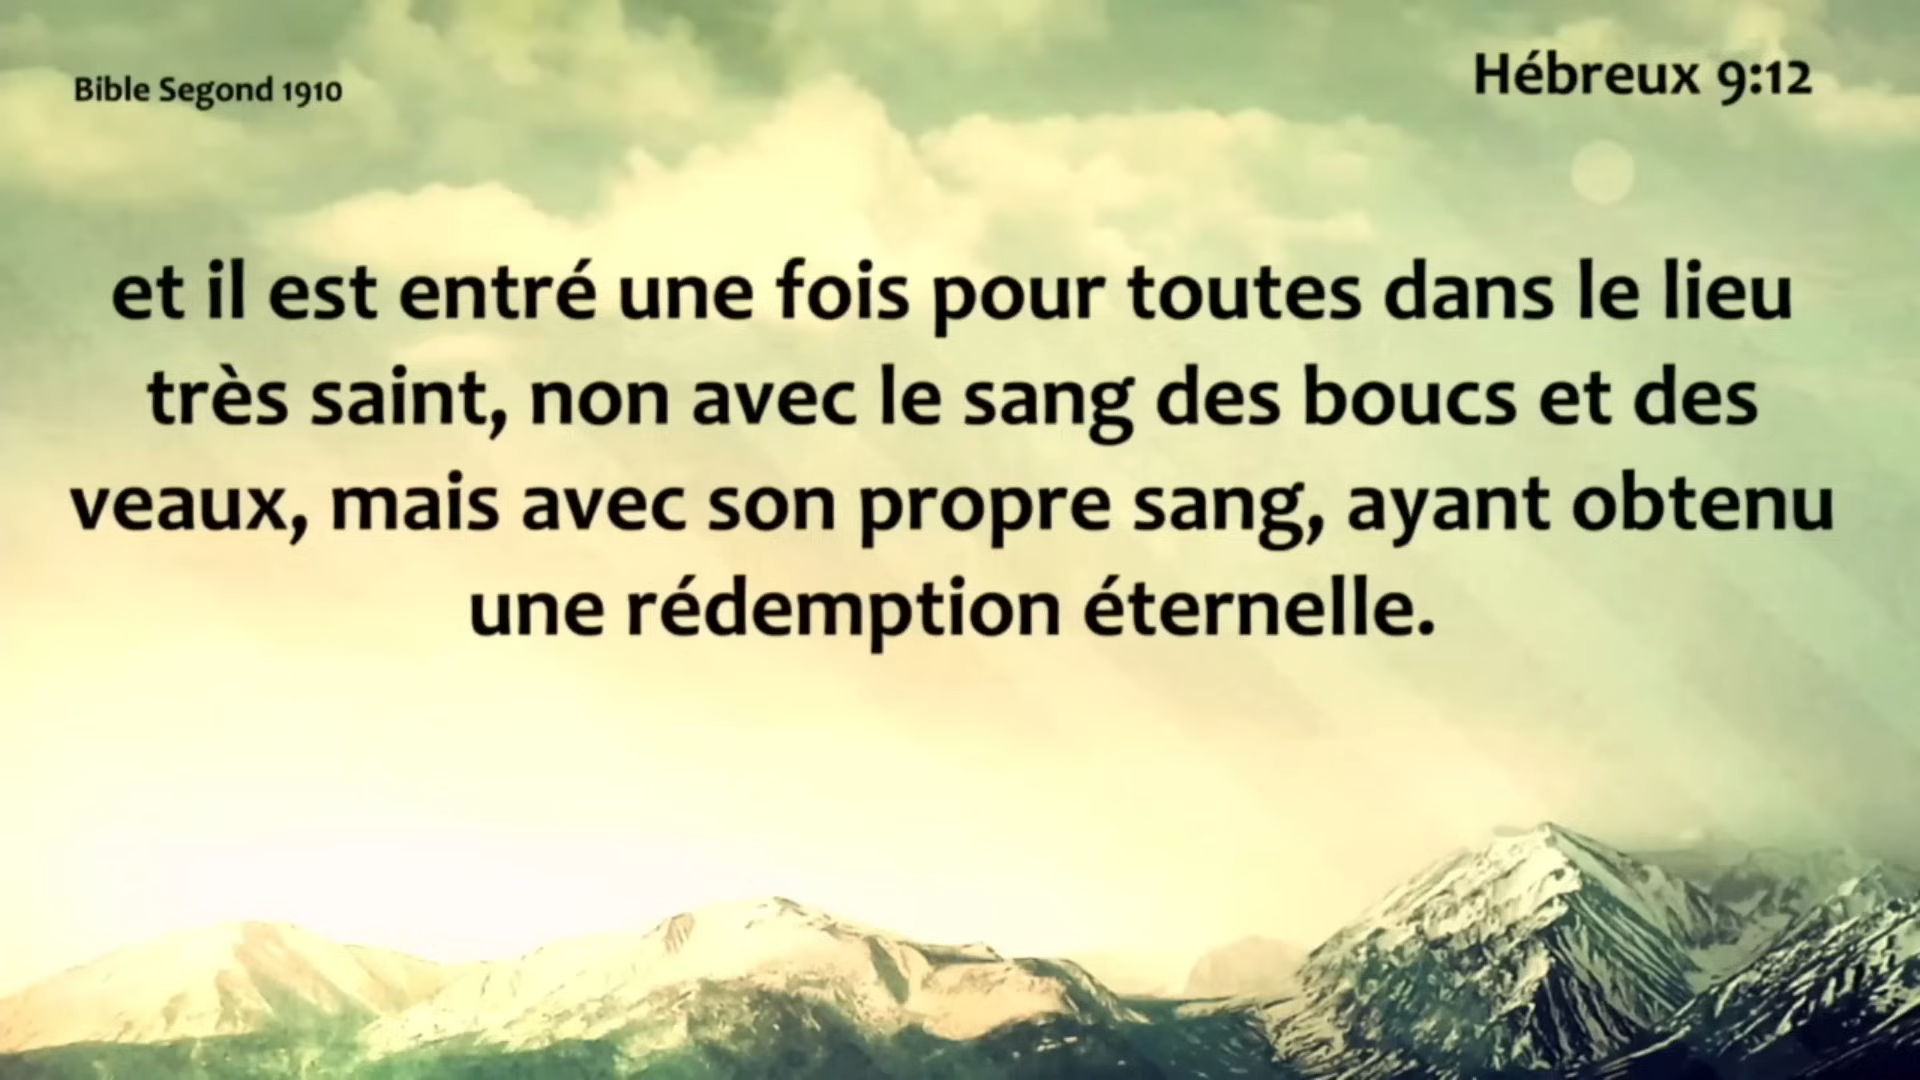 Bible Segond 1910
Hébreux 9:12
et il est entré une fois pour toutes dans le lieu
très saint, non avec le sang des boucs et des
veaux, mais avec son propre sang, ayant obtenu
une rédemption éternelle.